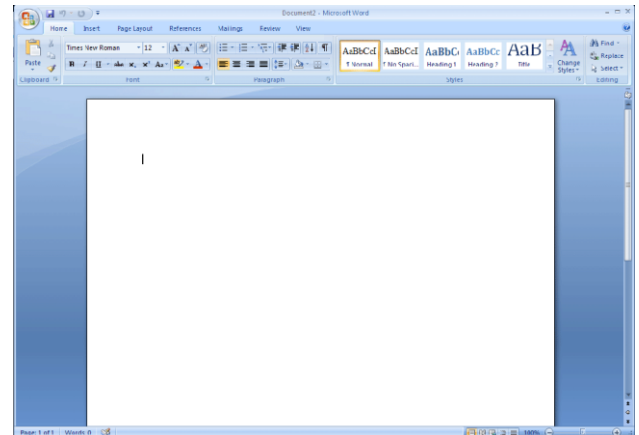 Document2 - Microsoft Word
Home Insert Page Layout References Mailings Review View
Times New Roman 12
AaBbCcI AaBbCcI AaBbC AaBbCc AaB
Paste
¶ Normal ¶ No Spaci... Heading 1 Heading 2 Title
Change Styles
Find
Replace
Select
Clipboard Font Paragraph Styles Editing
Page: 1 of 1 Words: 0 100%